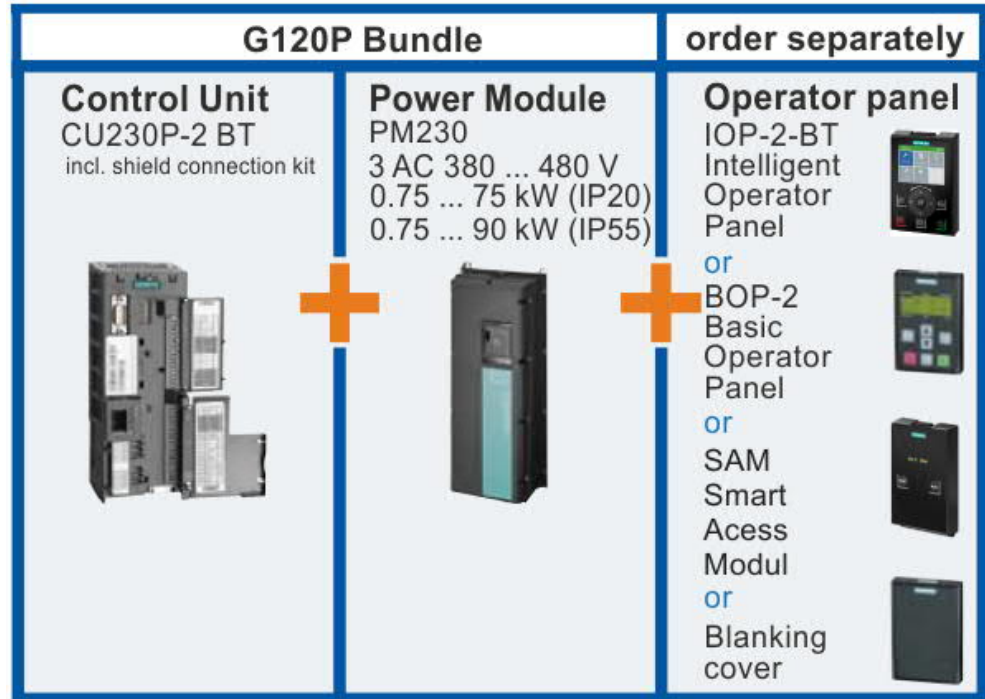 G120P Bundle
order separately
Control Unit
CU230P-2 BT
incl. shield connection kit
Power Module
PM230
3 AC 380 ... 480 V
0.75 ... 75 kW (IP20)
0.75 ... 90 kW (IP55)
Operator panel
IOP-2-BT
Intelligent
Operator
Panel
or
BOP-2
Basic
Operator
Panel
or
SAM
Smart
Acess
Modul
or
Blanking
cover